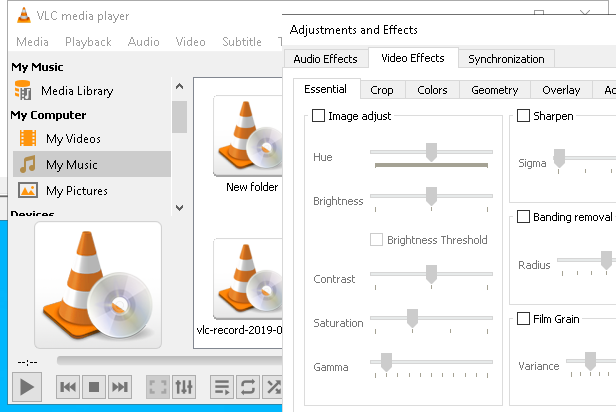 VLC media player
Media Playback Audio Video Subtitle
My Music
Media Library
My Computer
My Videos
My Music
My Pictures
Devices
New folder
vlc-record-2019-0
--:--
Adjustments and Effects
Audio Effects Video Effects Synchronization
Essential Crop Colors Geometry Overlay
Image adjust
Hue
Brightness
Brightness Threshold
Contrast
Saturation
Gamma
Sharpen
Sigma
Banding removal
Radius
Film Grain
Variance